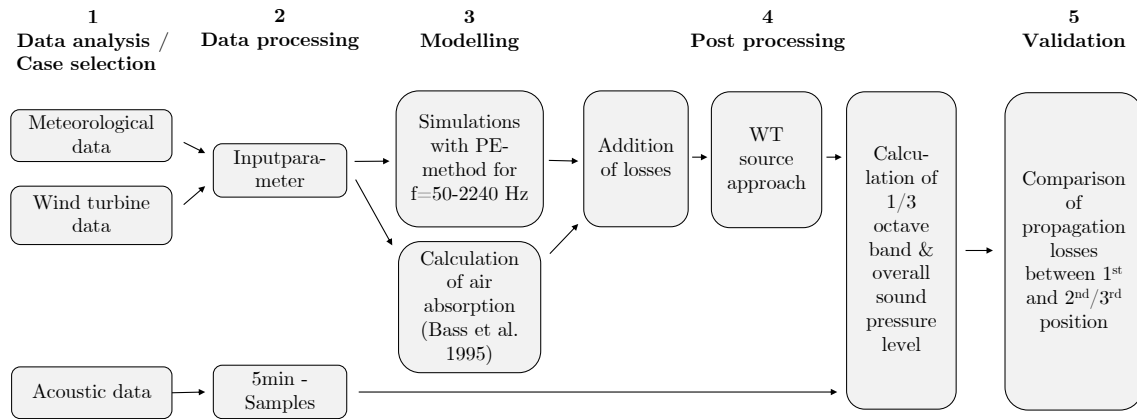 1
Data analysis /
Case selection
2
Data processing
3
Modelling
4
Post processing
5
Validation
Meteorological
data
Wind turbine
data
Inputpara-
meter
Simulations
with PE-
method for
f=50-2240 Hz
Calculation
of air
absorption
(Bass et al.
1995)
Addition
of losses
WT
source
approach
Calcu-
lation of
1/3
octave
band &
overall
sound
pressure
level
Comparison
of
propagation
losses
between 1st
and 2nd/3rd
position
Acoustic data
5min -
Samples